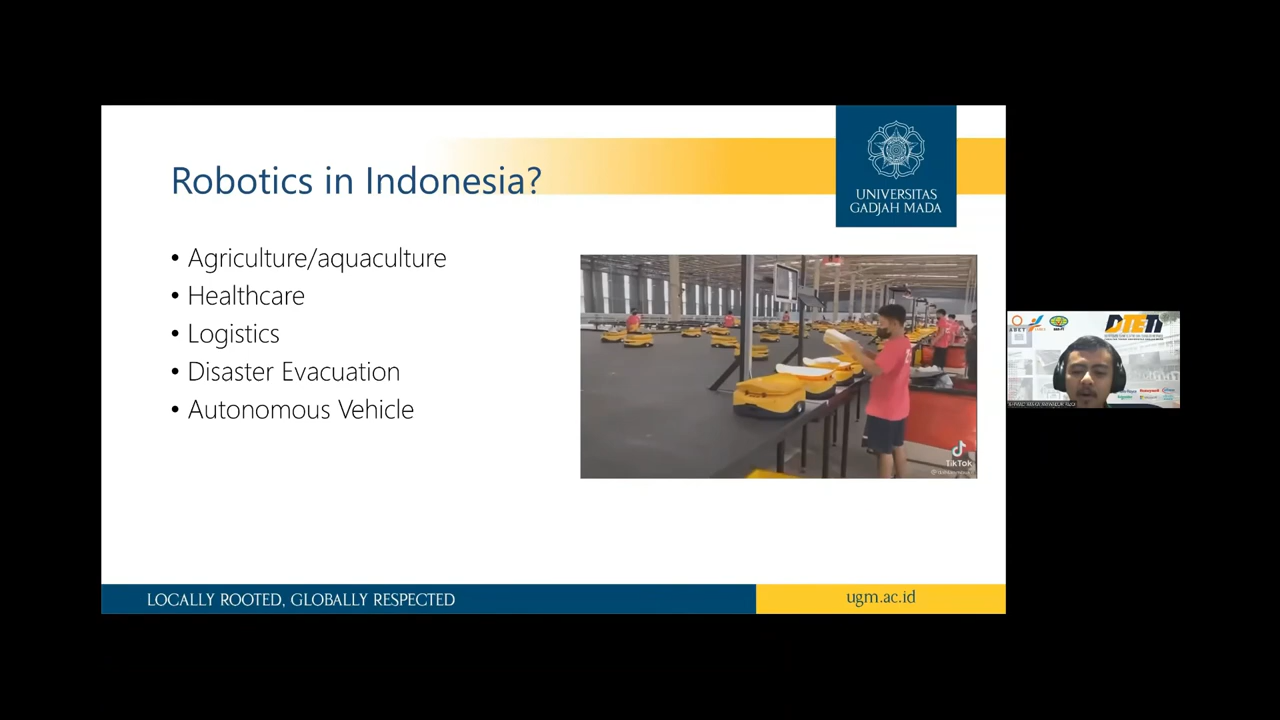 Robotics in Indonesia?
UNIVERSITAS
GADJAH MADA
• Agriculture/aquaculture
• Healthcare
• Logistics
• Disaster Evacuation
• Autonomous Vehicle
TikTok
DTETI
LOCALLY ROOTED, GLOBALLY RESPECTED
ugm.ac.id